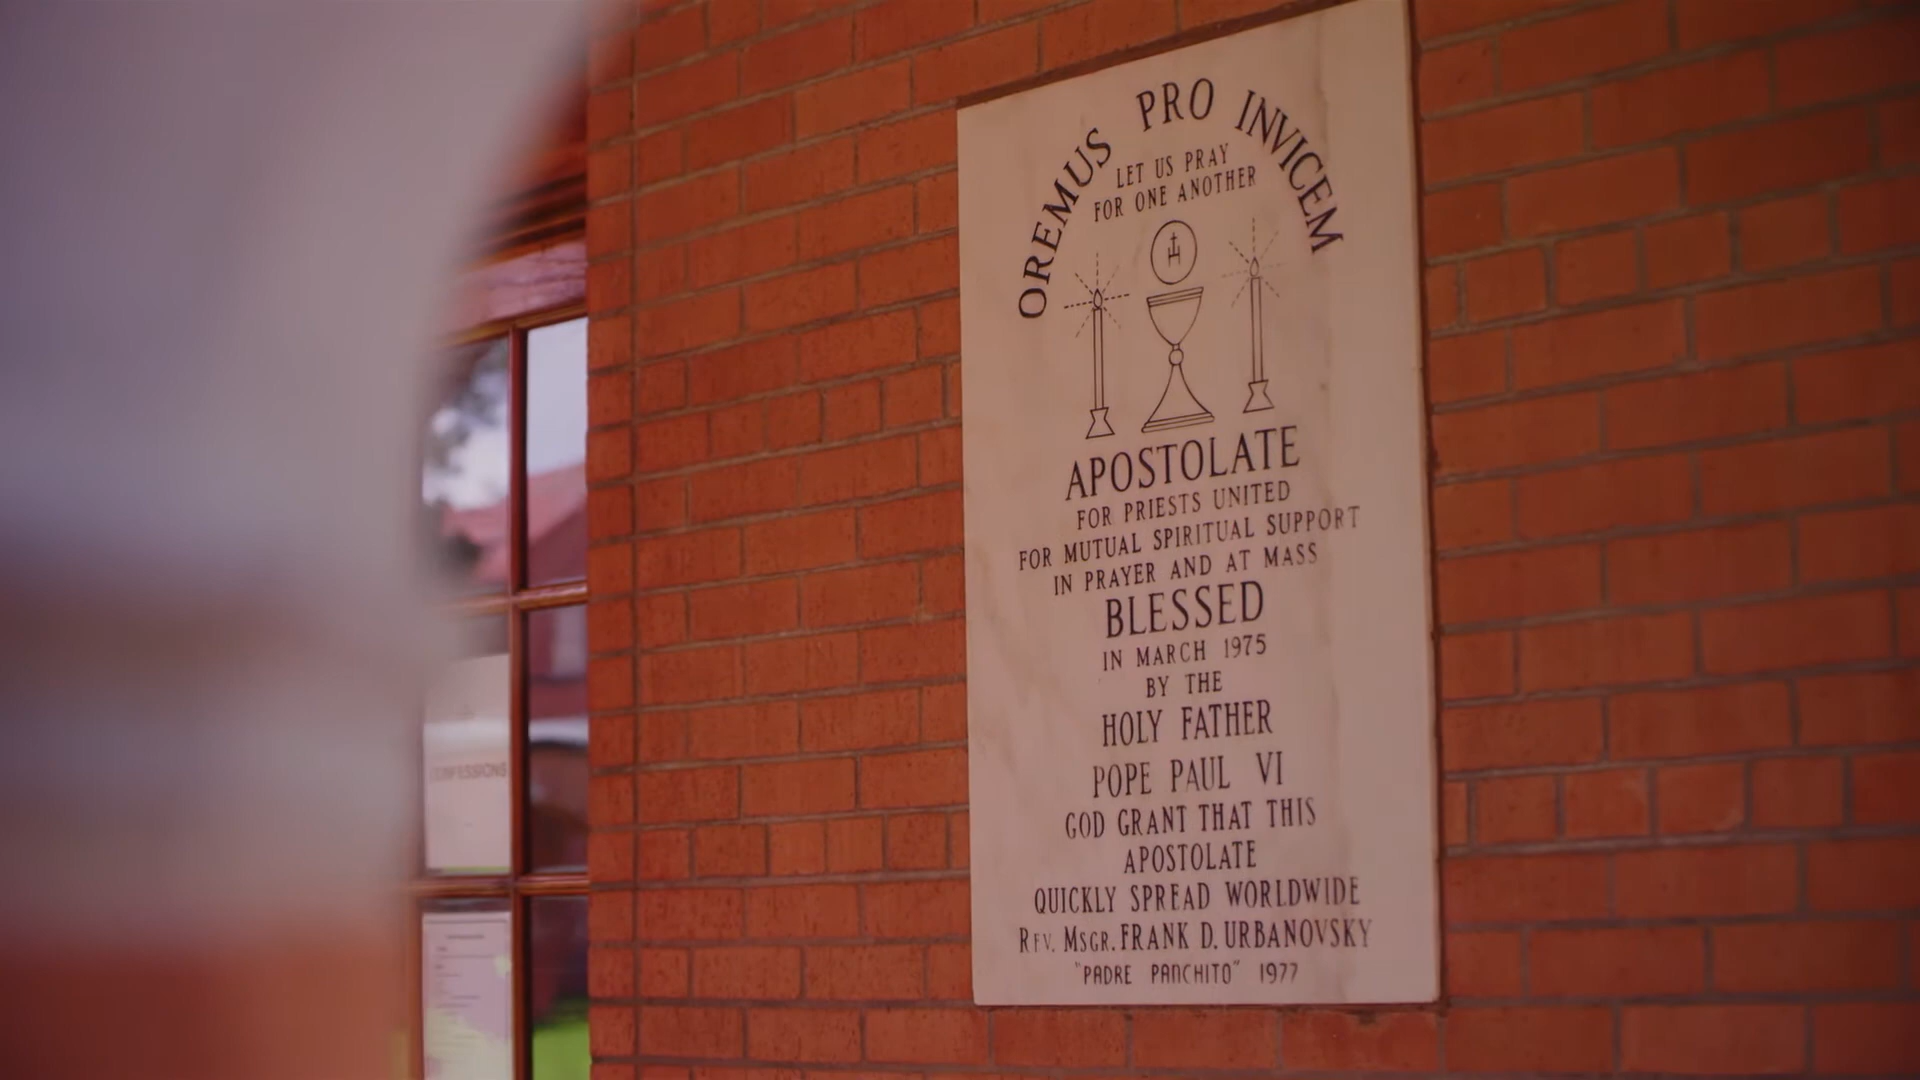 OREMUS PRO INVICEM
LET US PRAY
FOR ONE ANOTHER
APOSTOLATE
FOR PRIESTS UNITED
FOR MUTUAL SPIRITUAL SUPPORT
IN PRAYER AND AT MASS
BLESSED
IN MARCH 1975
BY THE
HOLY FATHER
POPE PAUL VI
GOD GRANT THAT THIS
APOSTOLATE
QUICKLY SPREAD WORLDWIDE
REV. MSGR. FRANK D. URBANOVSKY
"PADRE PANCHITO" 1977
CONFESSIONS